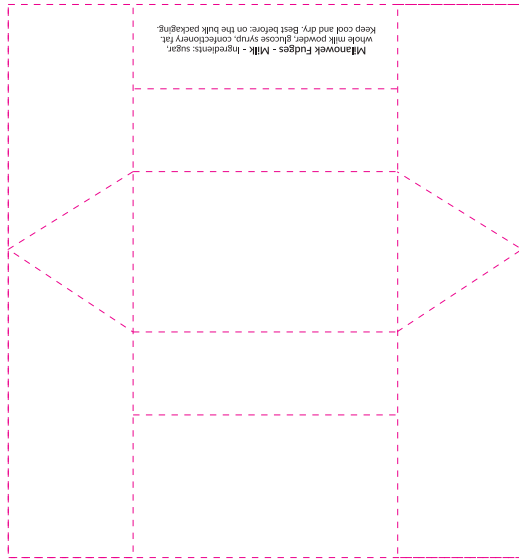 Milanowek Fudges - Milk - Ingredients: sugar,
whole milk powder, glucose syrup, confectionery fat.
Keep cool and dry. Best before: on the bulk packaging.